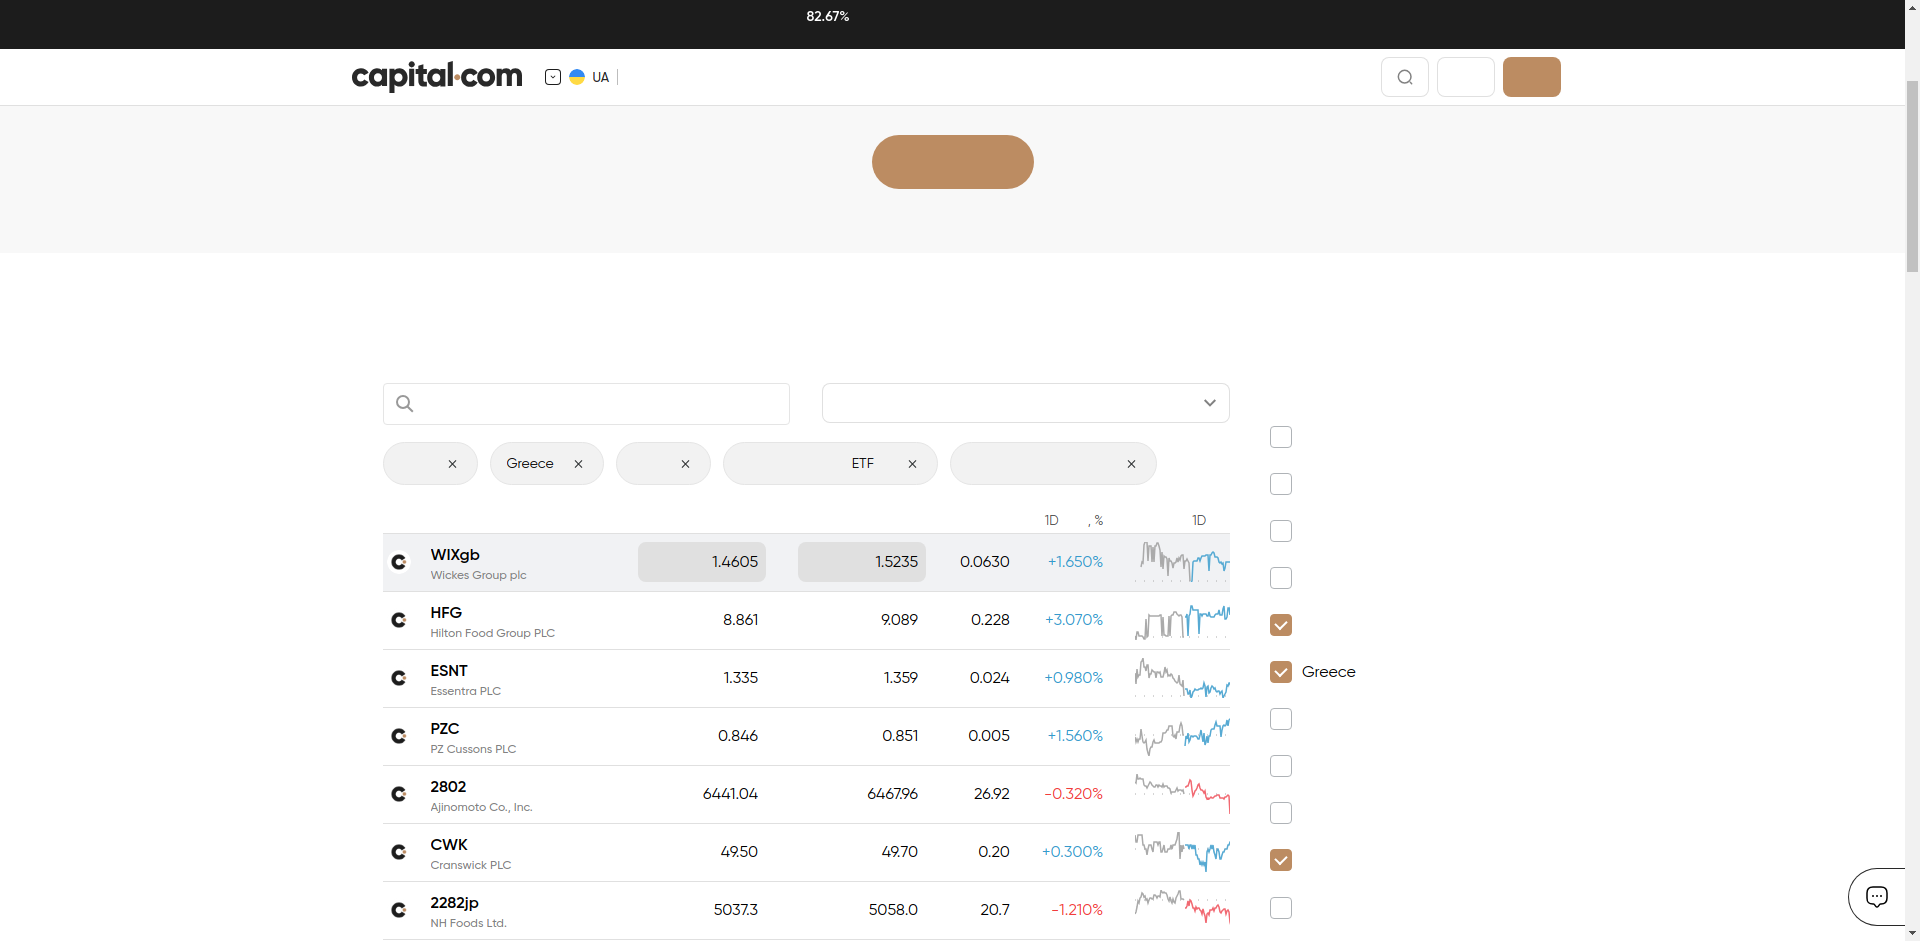 82.67%
capital.com
UA
Greece
ETF
1D , % 1D
WIXgb 1.4605 1.5235 0.0630 +1.650%
Wickes Group plc
HFG 8.861 9.089 0.228 +3.070%
Hilton Food Group PLC
ESNT 1.335 1.359 0.024 +0.980%
Essentra PLC
PZC 0.846 0.851 0.005 +1.560%
PZ Cussons PLC
2802 6441.04 6467.96 26.92 -0.320%
Ajinomoto Co., Inc.
CWK 49.50 49.70 0.20 +0.300%
Cranswick PLC
2282jp 5037.3 5058.0 20.7 -1.210%
NH Foods Ltd.
Greece